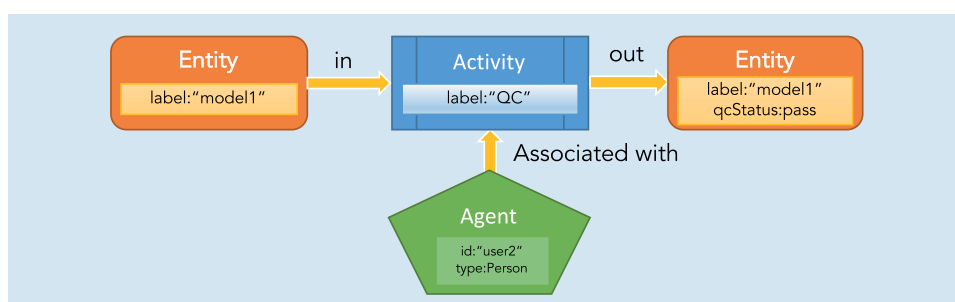 Entity
label:“model1”
in
Activity
label:“QC”
out
Entity
label:“model1”
qcStatus:pass
Associated with
Agent
id:“user2”
type:Person